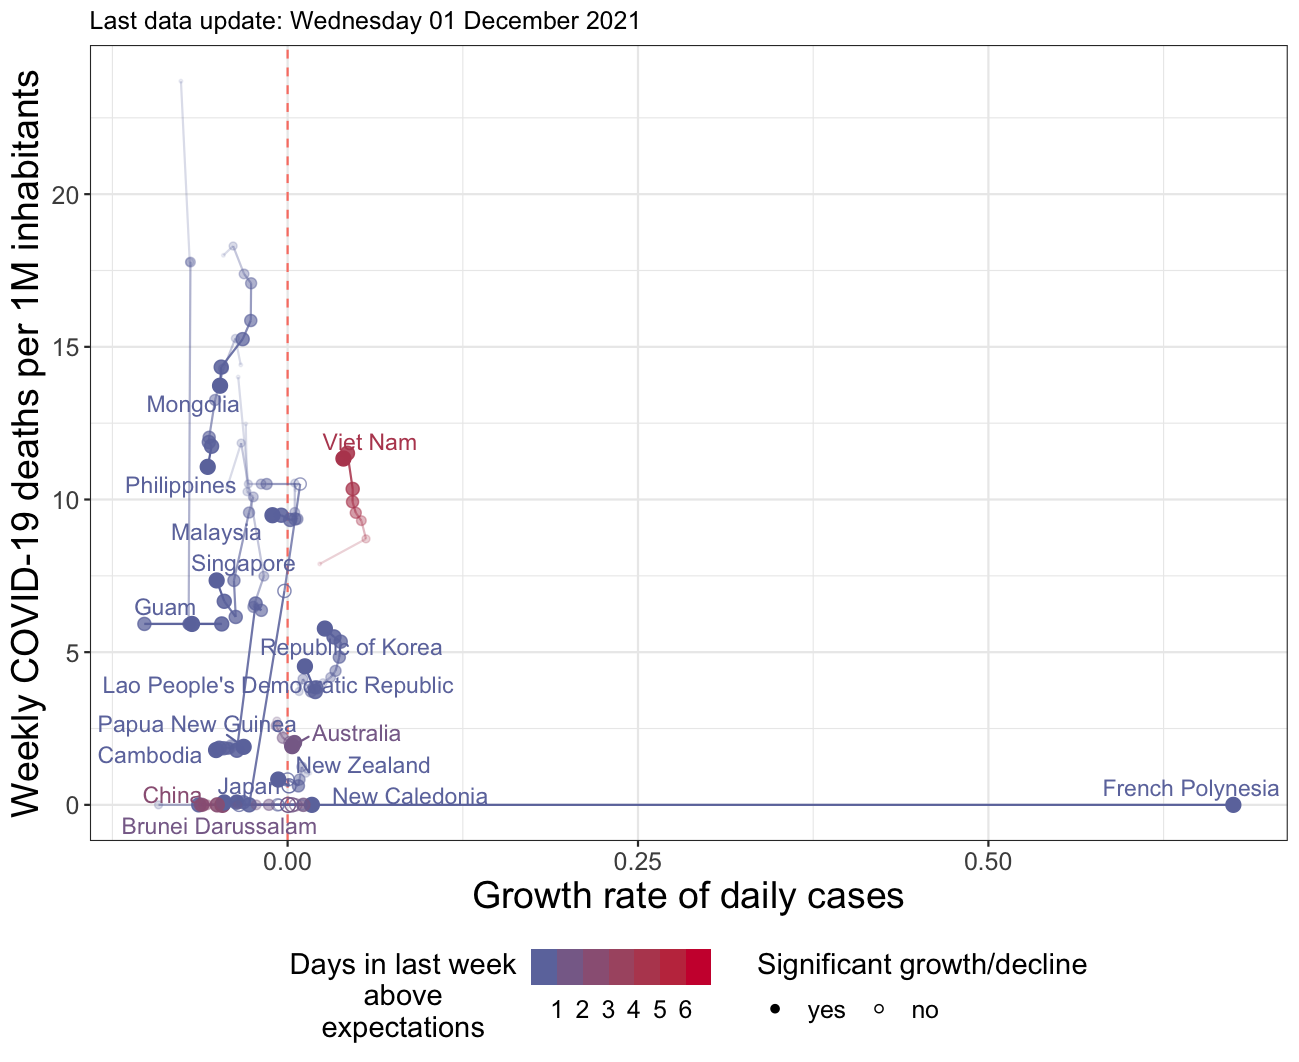 Last data update: Wednesday 01 December 2021
Weekly COVID-19 deaths per 1M inhabitants
20
15
10
5
0
Mongolia
Viet Nam
Philippines
Malaysia
Singapore
Guam
Republic of Korea
Lao People's Democratic Republic
Papua New Guinea
Australia
Cambodia
New Zealand
Japan
French Polynesia
China
New Caledonia
Brunei Darussalam
0.00
0.25
0.50
Growth rate of daily cases
Days in last week
above
expectations
1 2 3 4 5 6
Significant growth/decline
yes
no